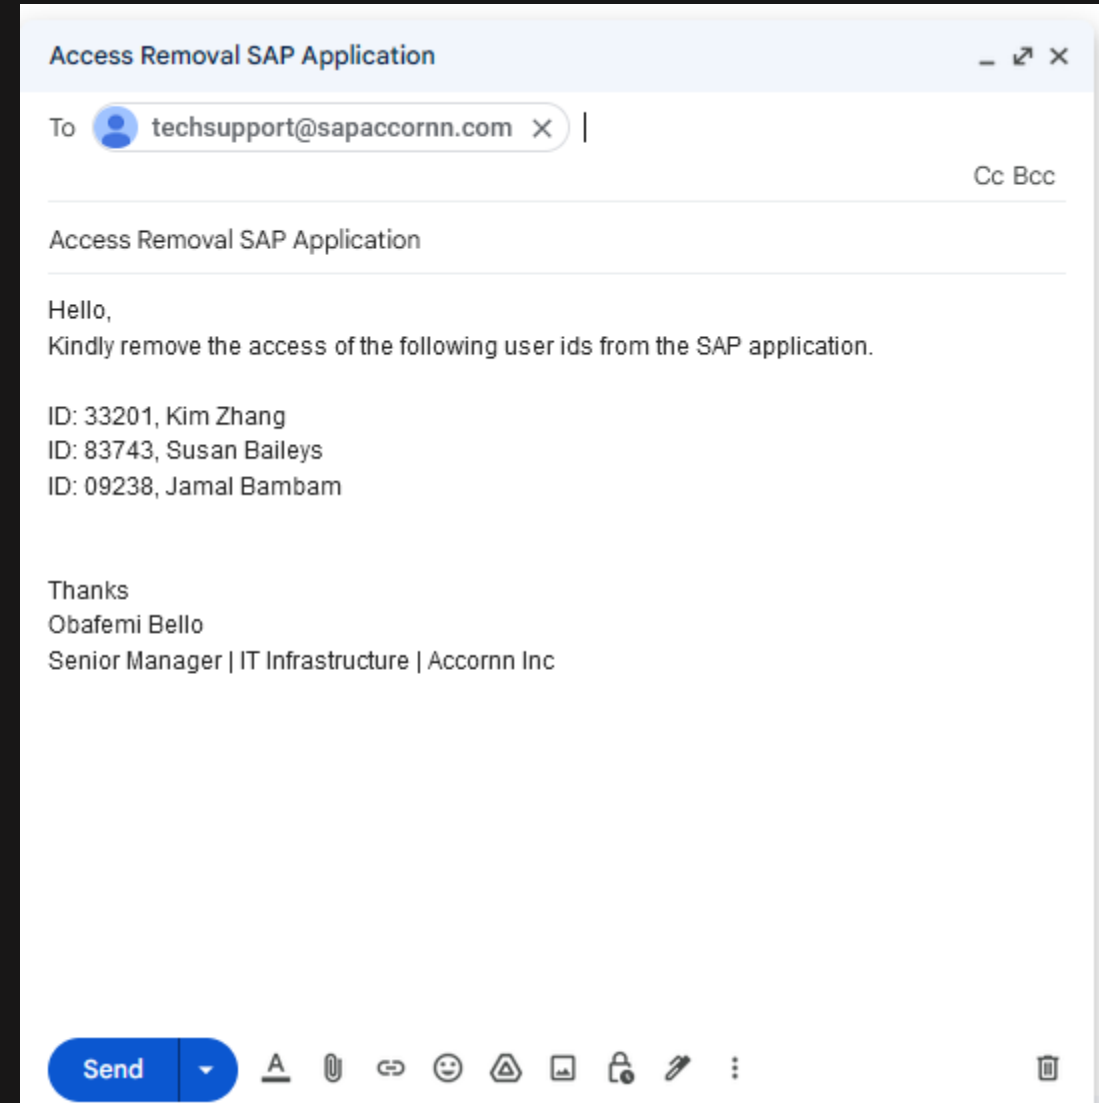 Access Removal SAP Application
To techsupport@sapaccornn.com
Cc Bcc
Access Removal SAP Application
Hello,
Kindly remove the access of the following user ids from the SAP application.
ID: 33201, Kim Zhang
ID: 83743, Susan Baileys
ID: 09238, Jamal Bambam
Thanks
Obafemi Bello
Senior Manager | IT Infrastructure | Accornn Inc
Send